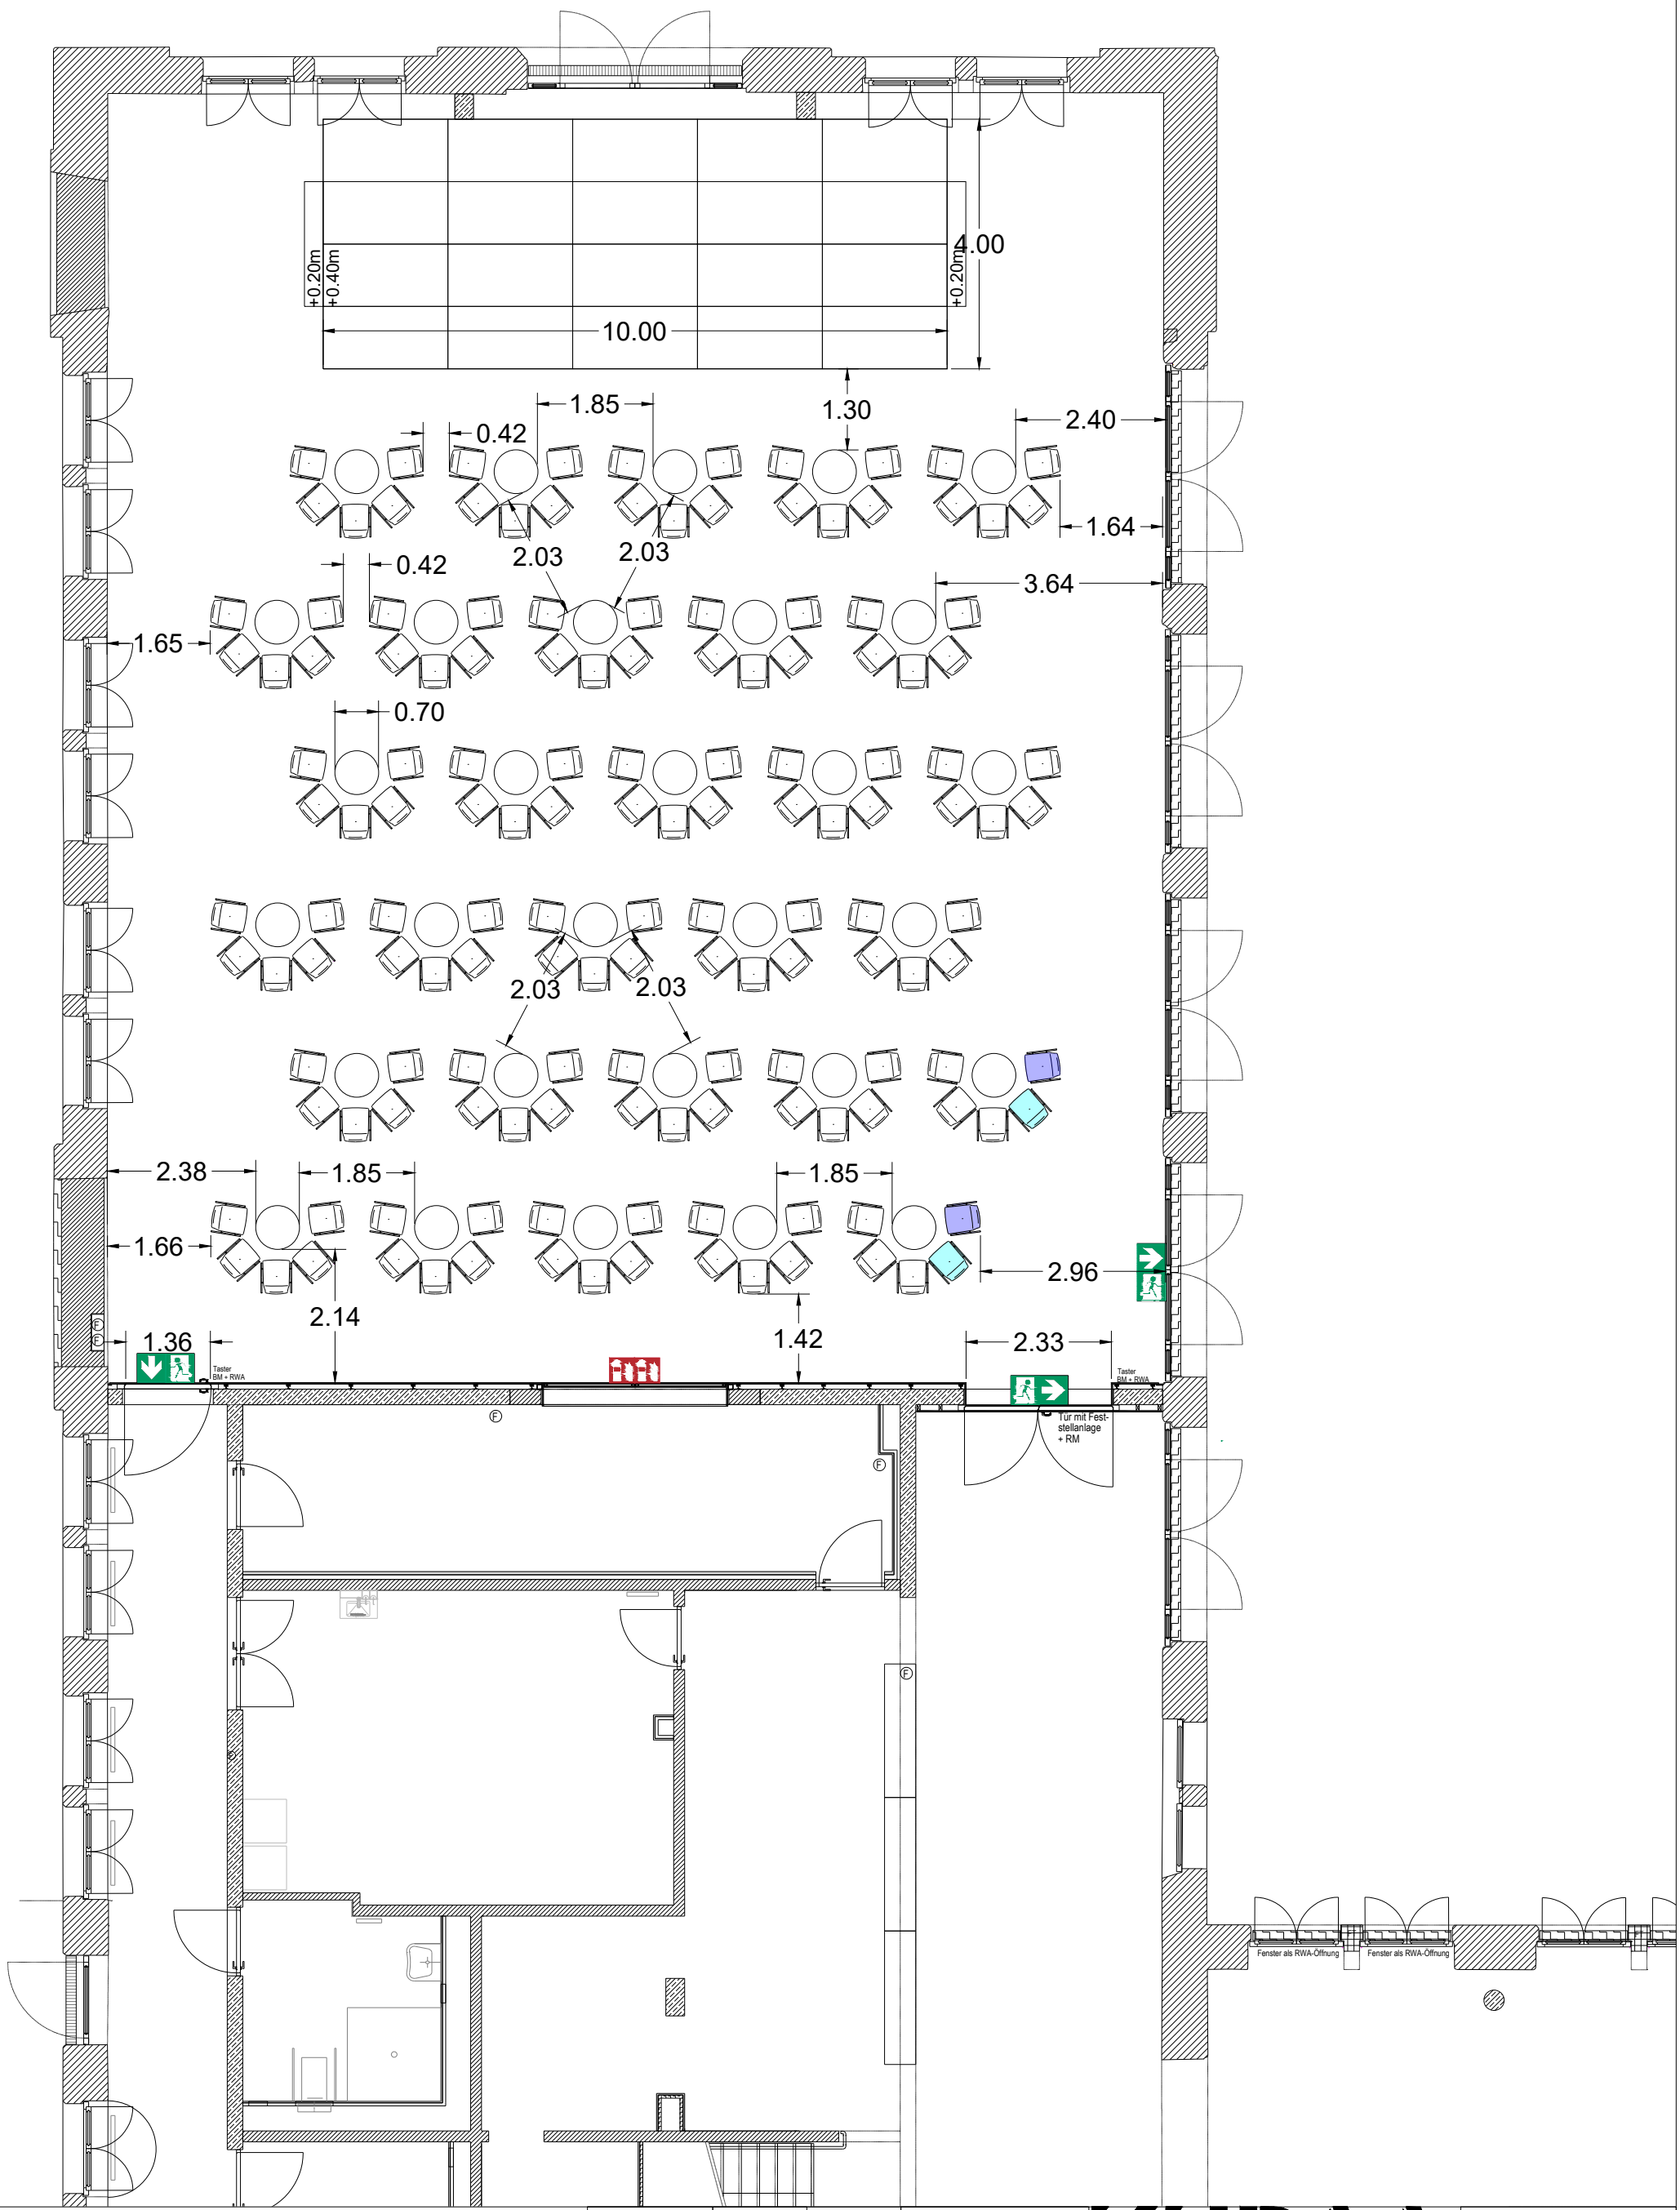 4.00
+0.20m
+0.40m
+0.20m
10.00
1.85
1.30
2.40
0.42
1.64
2.03
2.03
0.42
3.64
1.65
0.70
2.03
2.03
2.38
1.85
1.85
1.66
2.96
2.14
1.42
1.36
2.33
F
F
Taster
BM + RWA
Taster
BM + RWA
Tür mit Fest-
stellanlage
+ RM
F
F
F
F
Fenster als RWA-Öffnung
Fenster als RWA-Öffnung